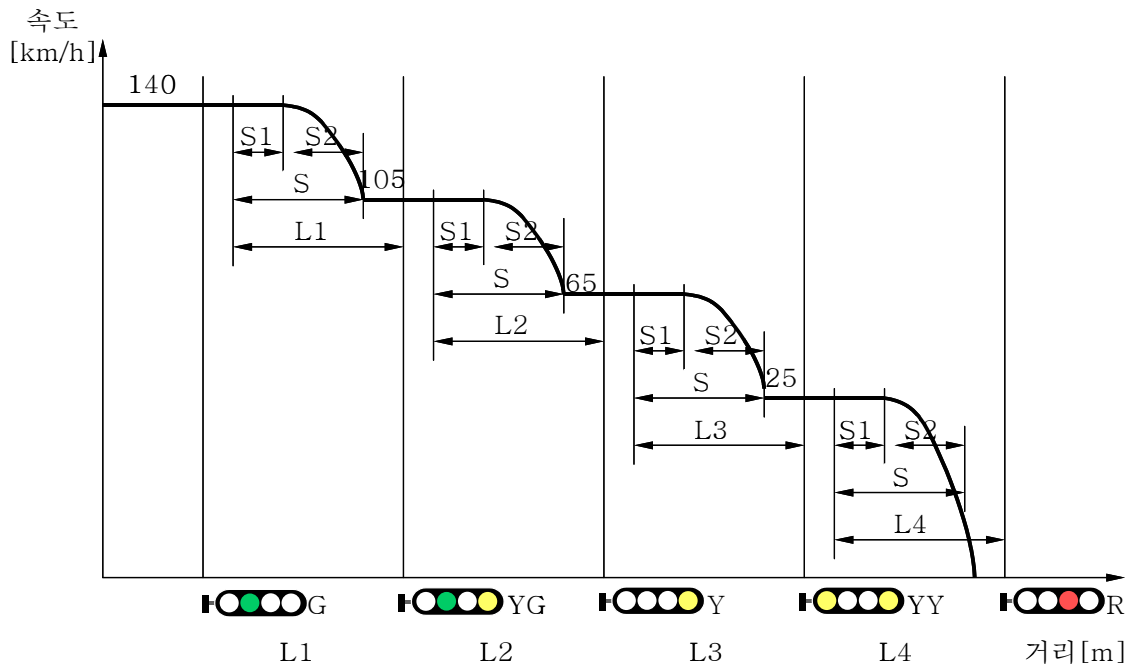 속도
[km/h]
140
S1 S2
S
105
L1
S1 S2
S
65
L2
S1 S2
S
25
L3
S1 S2
S
L4
G YG Y YY R
L1 L2 L3 L4 거리[m]